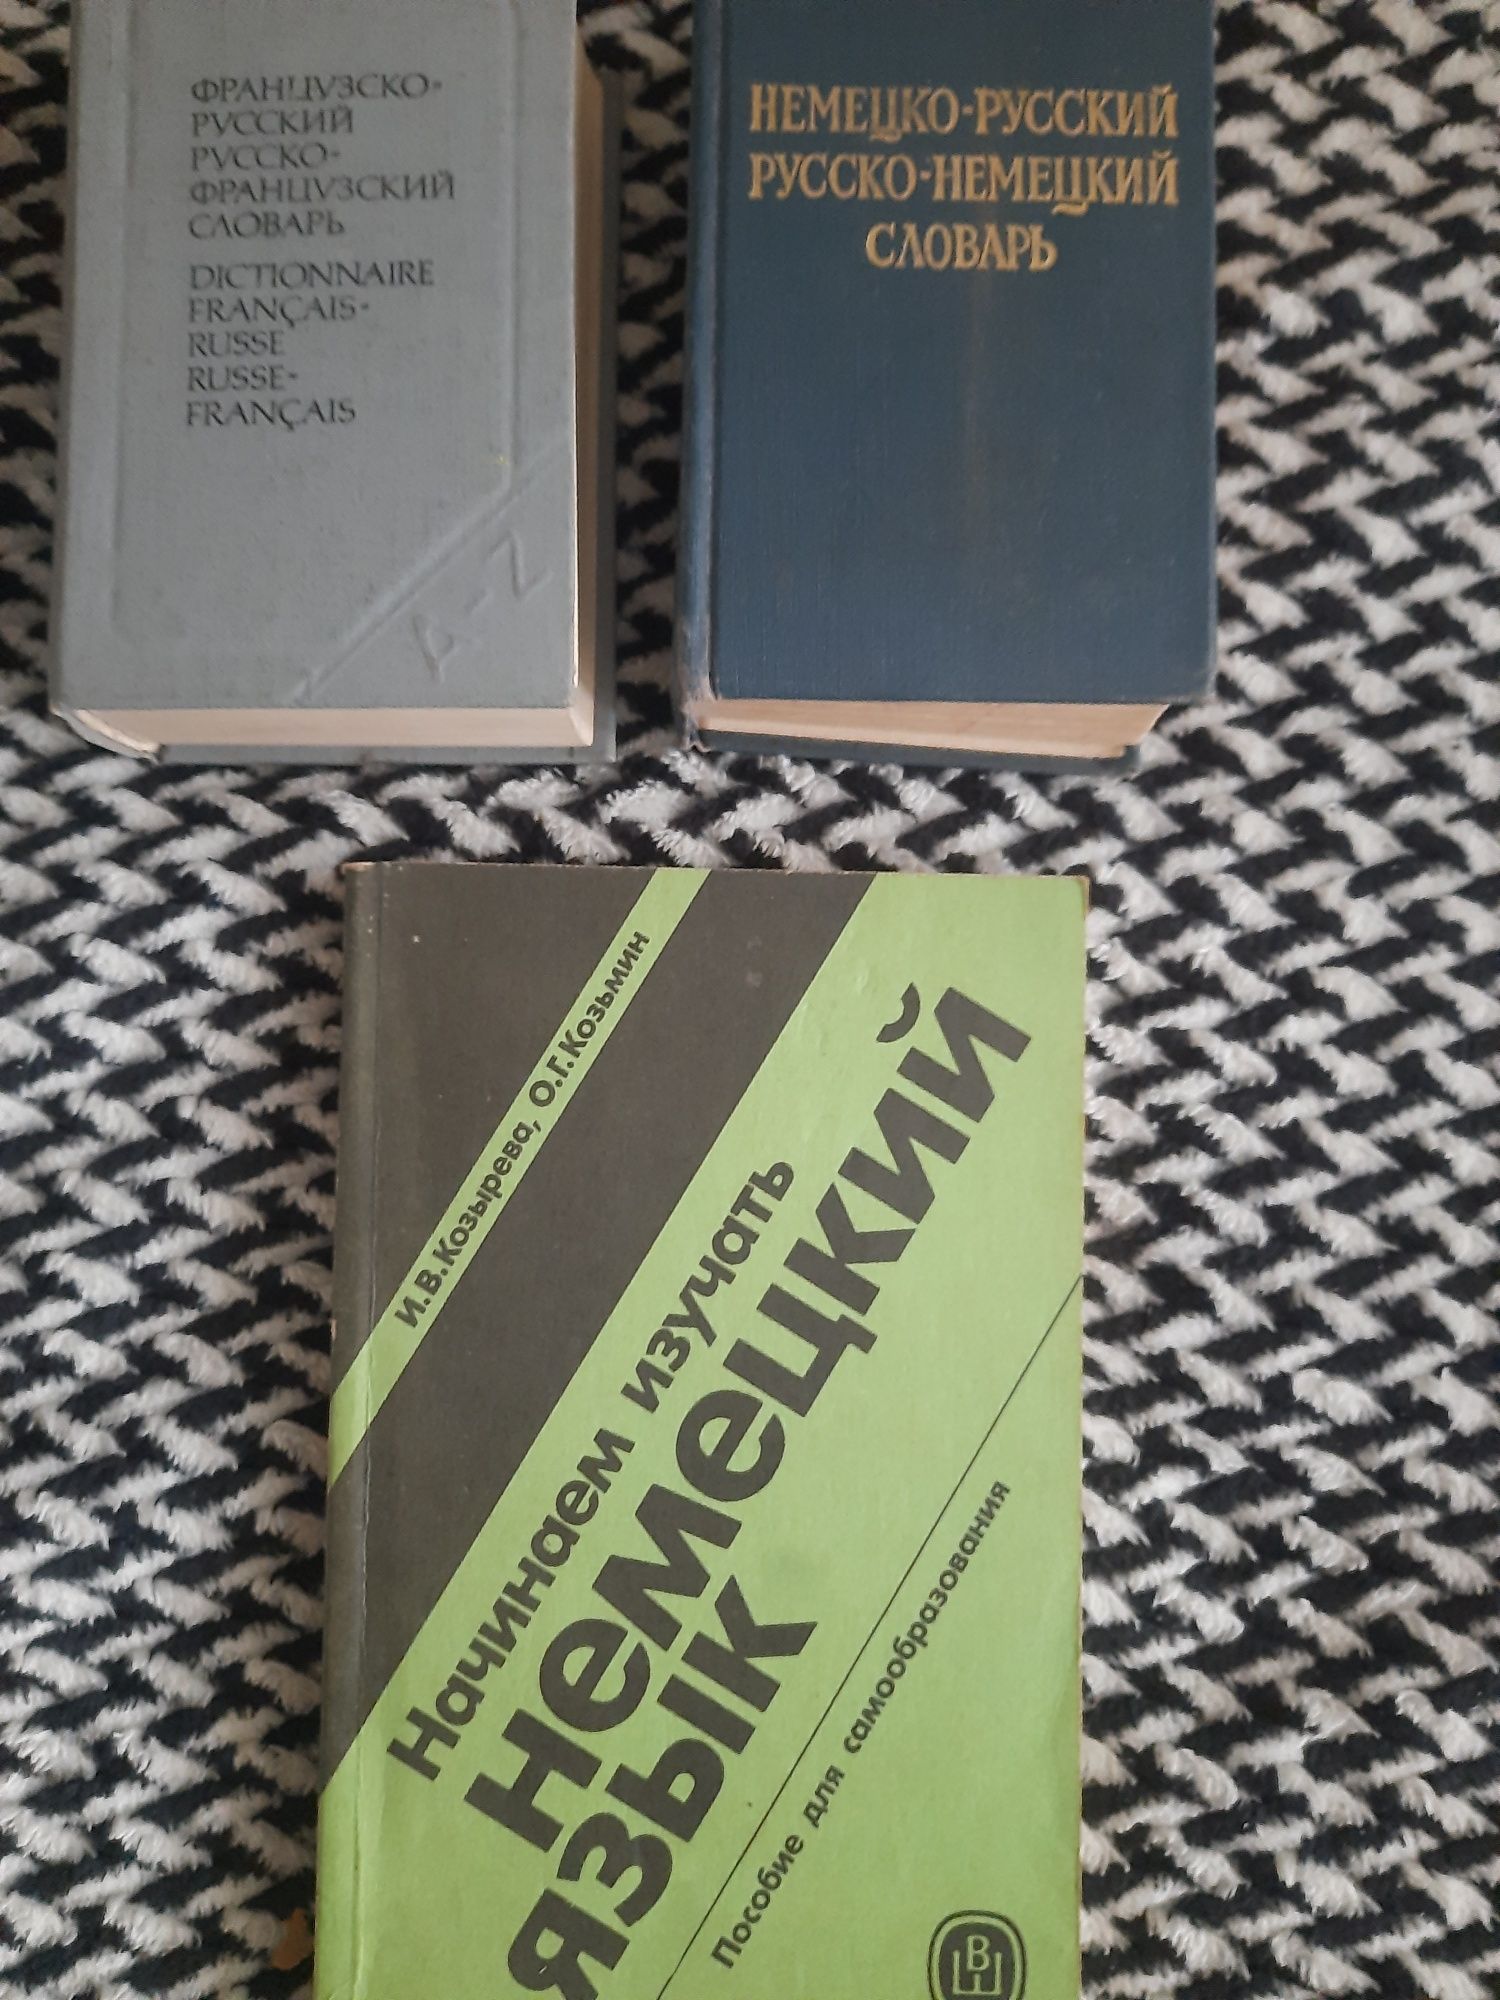 ФРАНЦУЗСКО-
РУССКИЙ
РУССКО-
ФРАНЦУЗСКИЙ
СЛОВАРЬ
DICTIONNAIRE
FRANÇAIS-
RUSSE
RUSSE-
FRANÇAIS
A-Z
НЕМЕЦКО-РУССКИЙ
РУССКО-НЕМЕЦКИЙ
СЛОВАРЬ
И.В.Козырева, О.Г.Козьмин
Начинаем изучать
немецкий
язык
Пособие для самообразования
ВШ